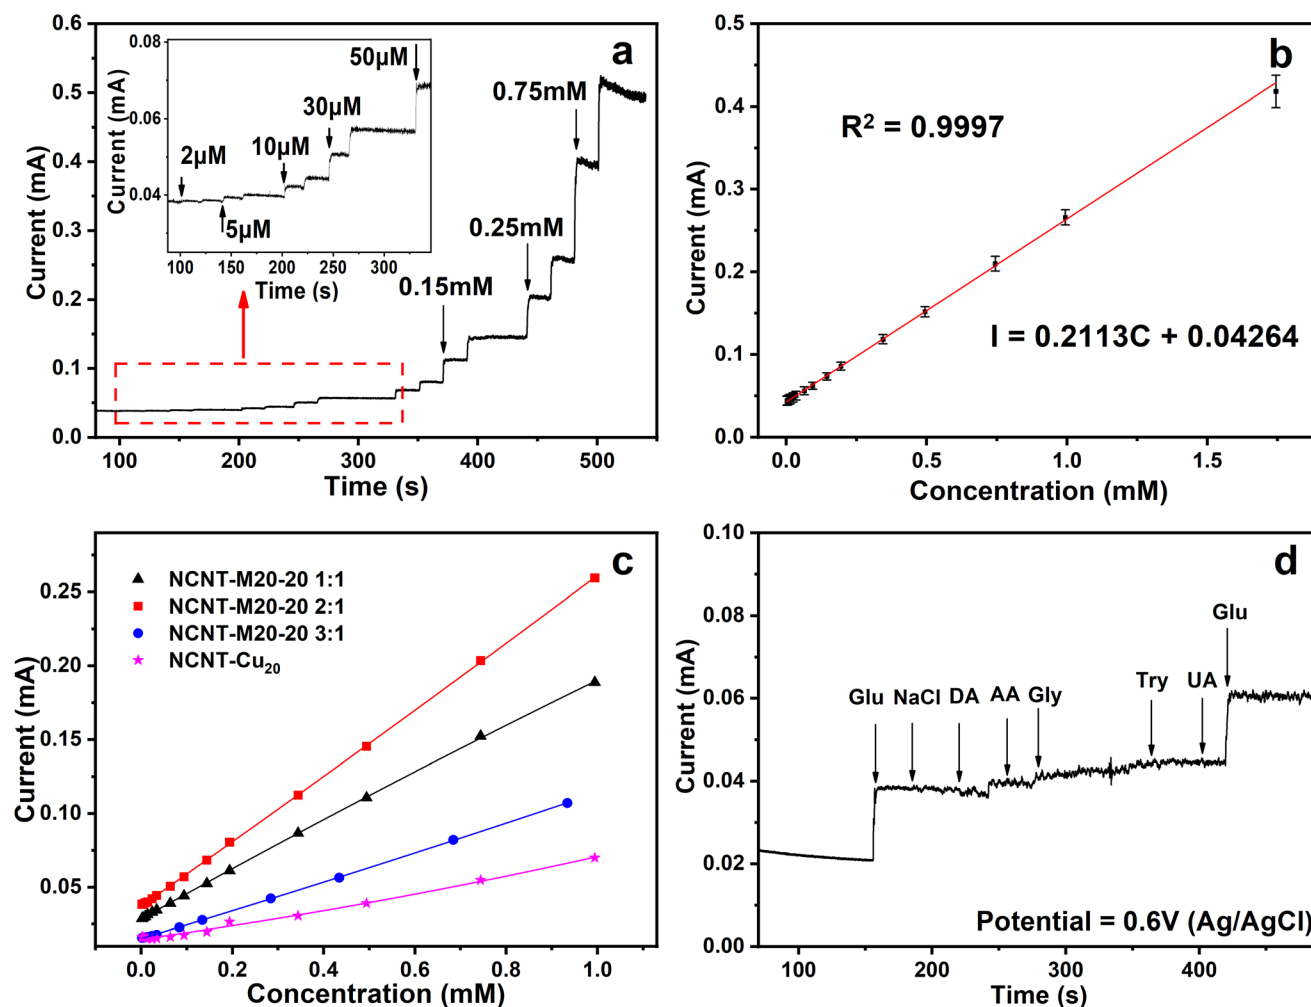 a
0.6
0.5
0.4
0.3
0.2
0.1
0.0
Current (mA)
100 200 300 400 500
Time (s)
0.08
0.06
0.04
Current (mA)
100 150 200 250 300
Time (s)
2μM
5μM
10μM
30μM
50μM
0.15mM
0.25mM
0.75mM
b
0.5
0.4
0.3
0.2
0.1
0.0
Current (mA)
R² = 0.9997
I = 0.2113C + 0.04264
0.0 0.5 1.0 1.5
Concentration (mM)
c
NCNT-M20-20 1:1
NCNT-M20-20 2:1
NCNT-M20-20 3:1
NCNT-Cu₂₀
0.25
0.20
0.15
0.10
0.05
0.00
Current (mA)
0.0 0.2 0.4 0.6 0.8 1.0
Concentration (mM)
d
0.10
0.08
0.06
0.04
0.02
0.00
Current (mA)
Glu NaCl DA AA Gly Try UA Glu
Potential = 0.6V (Ag/AgCl)
100 200 300 400
Time (s)